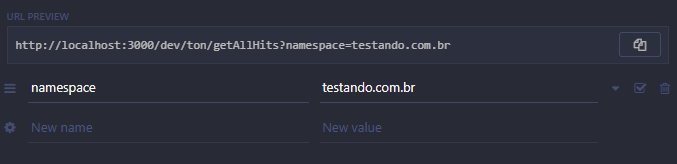 URL PREVIEW
http://localhost:3000/dev/ton/getAllHits?namespace=testando.com.br
namespace testando.com.br
New name New value